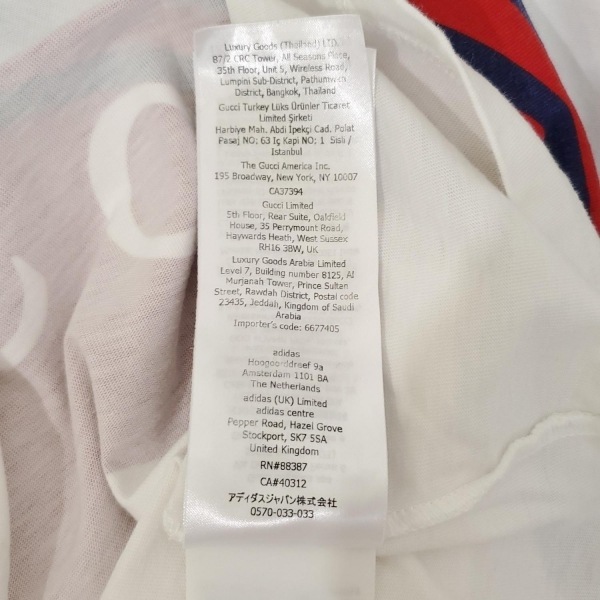 Luxury Goods (Thailand) LTD.
87/2 CRC Tower, All Seasons Place,
35th Floor, Unit 5, Wireless Road,
Lumpini Sub-District, Pathumwan
District, Bangkok, Thailand
Gucci Turkey Lüks Ürünler Ticaret
Limited Şirketi
Harbiye Mah. Abdi İpekçi Cad. Polat
Pasaj NO: 63 İç Kapi NO: 1 Sisli /
Istanbul
The Gucci America Inc.
195 Broadway, New York, NY 10007
CA37394
Gucci Limited
5th Floor, Rear Suite, Oakfield
House, 35 Perrymount Road,
Haywards Heath, West Sussex
RH16 3BW, UK
Luxury Goods Arabia Limited
Level 7, Building number 8125, Al
Murjanah Tower, Prince Sultan
Street, Rawdah District, Postal code
23435, Jeddah, Kingdom of Saudi
Arabia
Importer's code: 6677405
adidas
Hoogoorddreef 9a
Amsterdam 1101 BA
The Netherlands
adidas (UK) Limited
adidas centre
Pepper Road, Hazel Grove
Stockport, SK7 5SA
United Kingdom
RN#88387
CA#40312
アディダスジャパン株式会社
0570-033-033